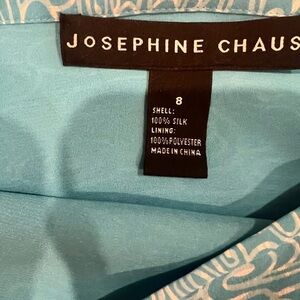 JOSEPHINE CHAUS
8
SHELL:
100% SILK
LINING:
100% POLYESTER
MADE IN CHINA